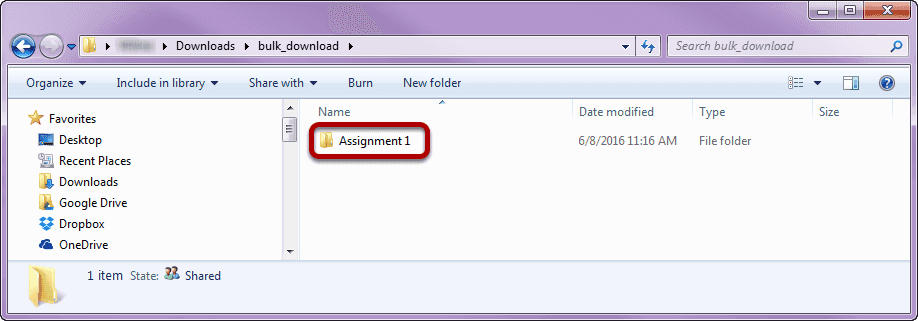 Downloads bulk_download Search bulk_download
Organize Include in library Share with Burn New folder
Name Date modified Type Size
Assignment 1 6/8/2016 11:16 AM File folder
Favorites
Desktop
Recent Places
Downloads
Google Drive
Dropbox
OneDrive
1 item State: Shared